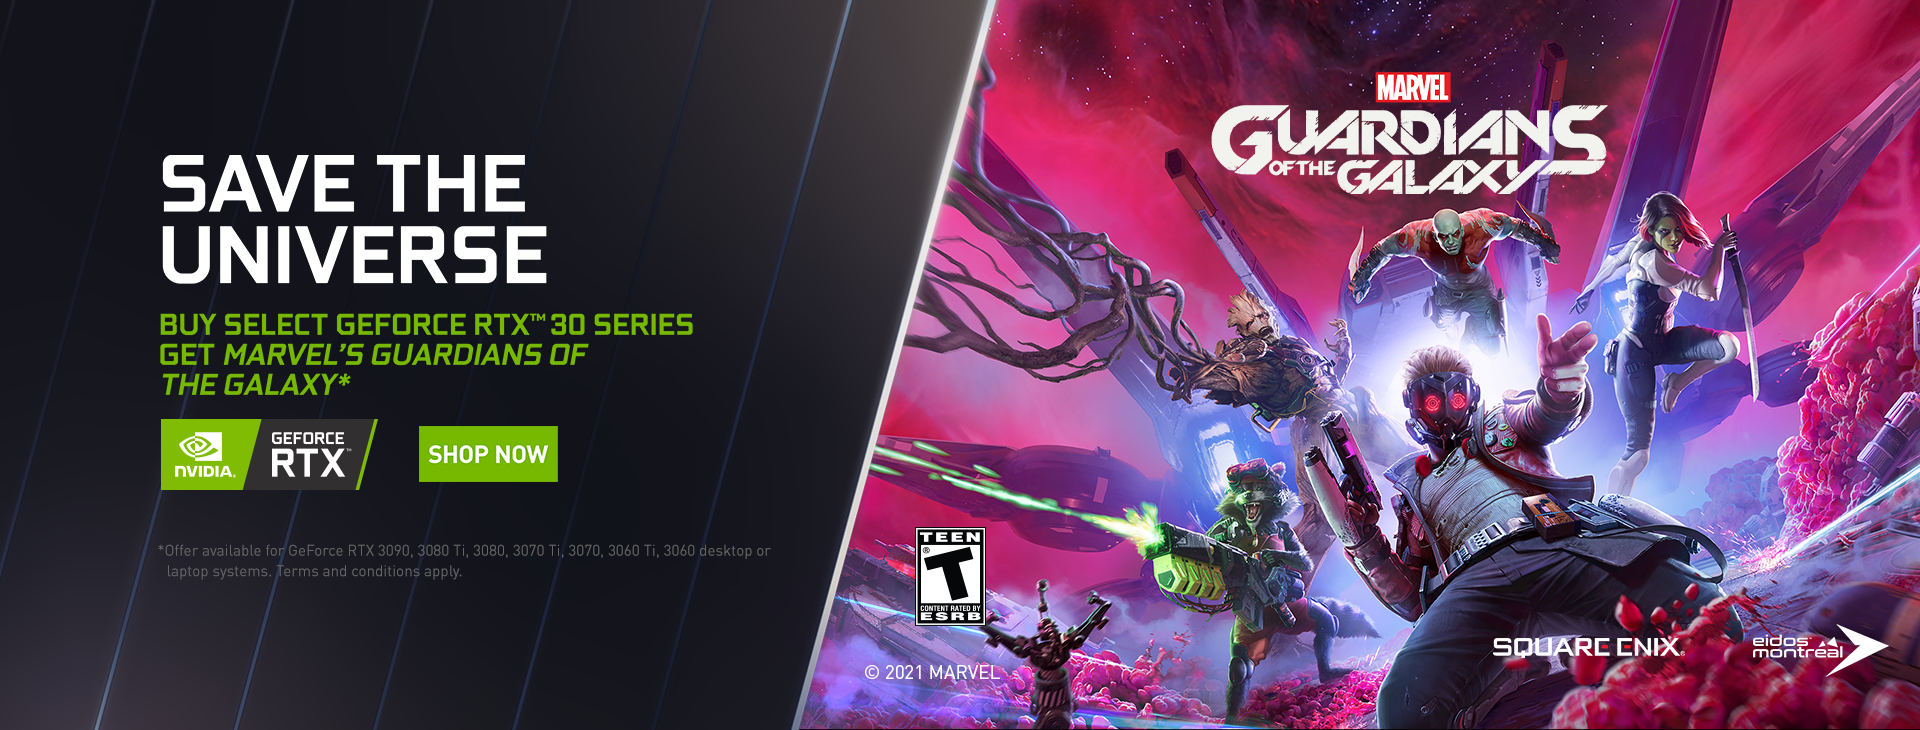 SAVE THE
UNIVERSE
BUY SELECT GEFORCE RTX™ 30 SERIES
GET MARVEL'S GUARDIANS OF
THE GALAXY*
NVIDIA.
GEFORCE
RTX™
SHOP NOW
*Offer available for GeForce RTX 3090, 3080 Ti, 3080, 3070 Ti, 3070, 3060 Ti, 3060 desktop or
laptop systems. Terms and conditions apply.
MARVEL
GUARDIANS
OF THE
GALAXY
TEEN
T
®
CONTENT RATED BY
ESRB
© 2021 MARVEL
SQUARE ENIX®
eidos
montréal